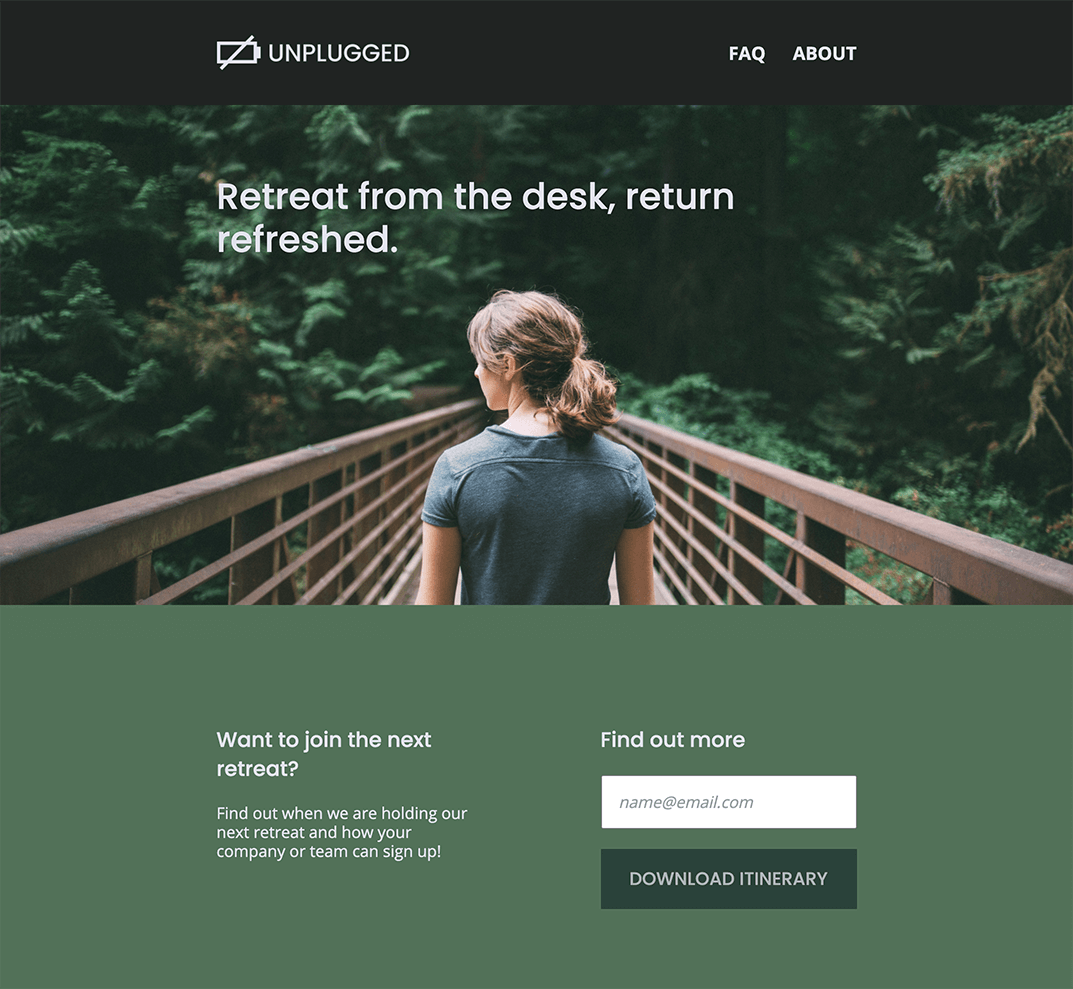 UNPLUGGED
FAQ ABOUT
Retreat from the desk, return
refreshed.
Want to join the next
retreat?
Find out when we are holding our
next retreat and how your
company or team can sign up!
Find out more
name@email.com
DOWNLOAD ITINERARY